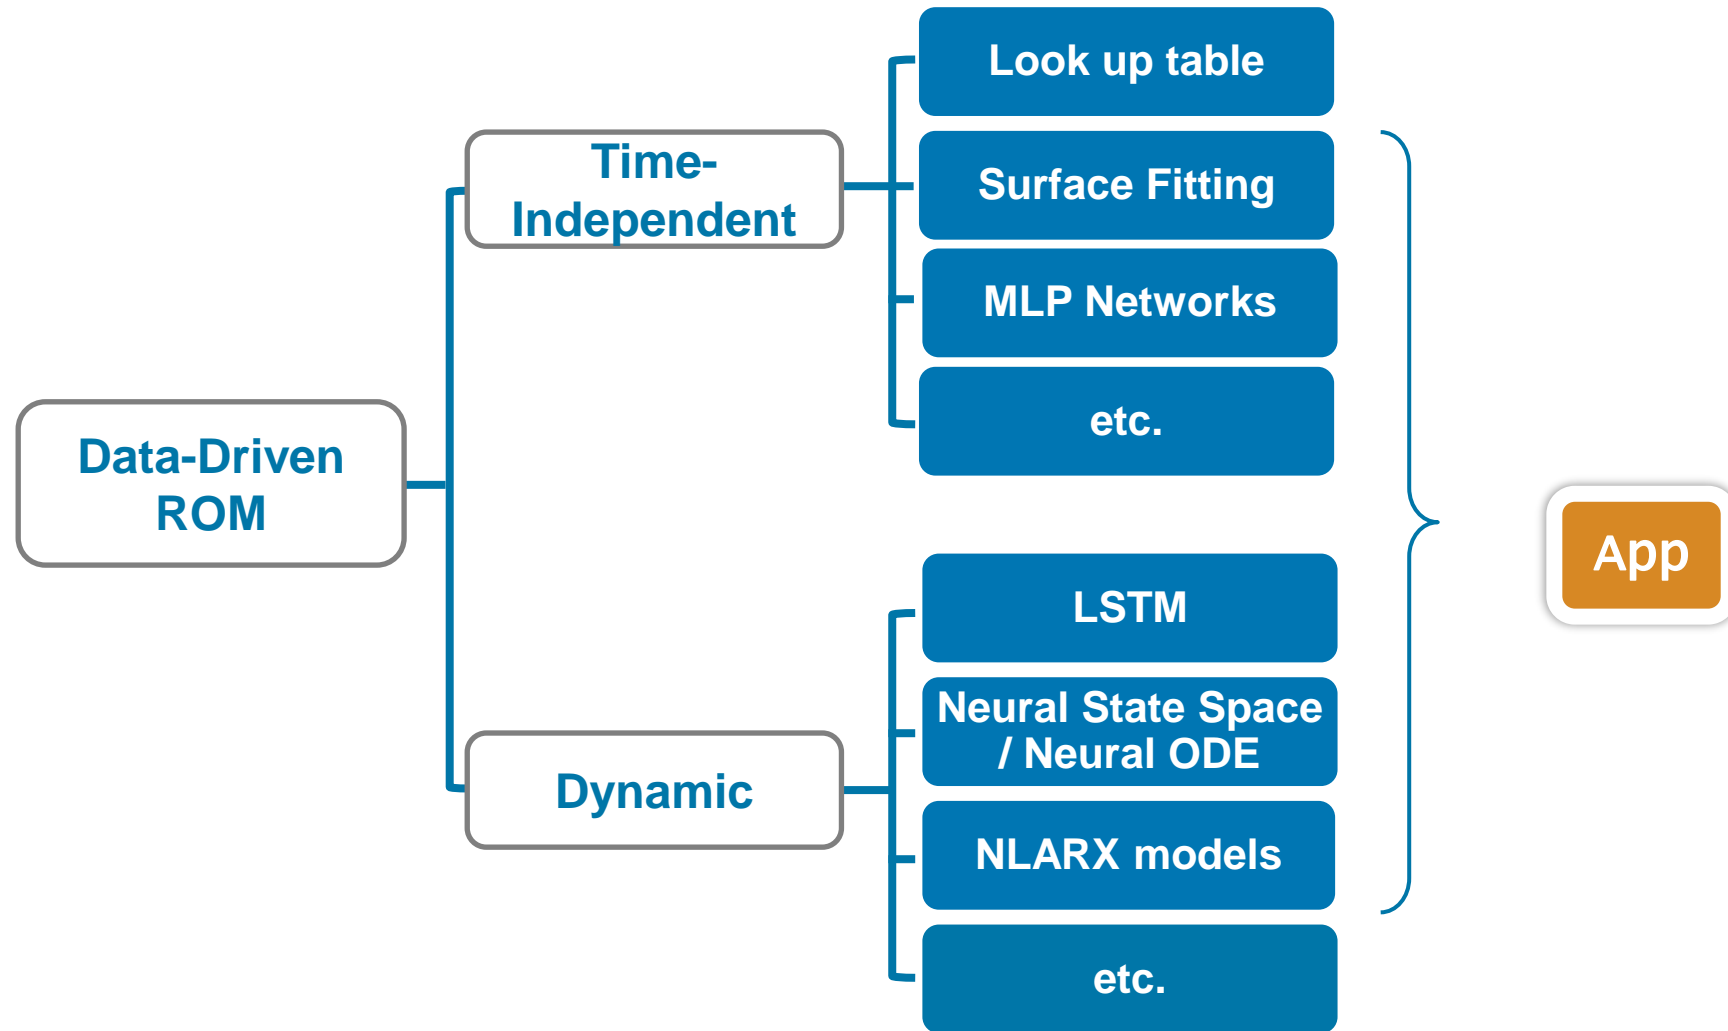 Data-Driven
ROM
Time-
Independent
Look up table
Surface Fitting
MLP Networks
etc.
Dynamic
LSTM
Neural State Space
/ Neural ODE
NLARX models
etc.
App